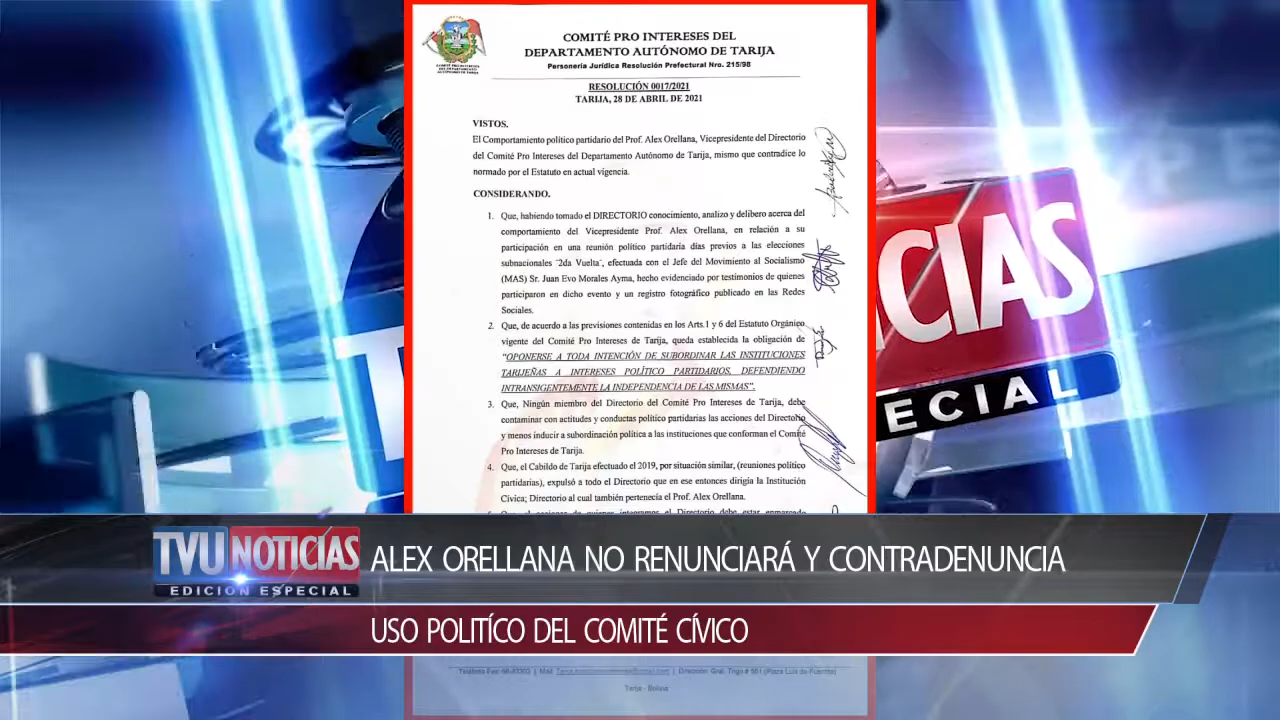 COMITÉ PRO INTERESES DEL
DEPARTAMENTO AUTÓNOMO DE TARIJA
Personería Jurídica Resolución Prefectural Nro. 215/98
RESOLUCIÓN 0017/2021
TARIJA, 28 DE ABRIL DE 2021
VISTOS.
El Comportamiento político partidario del Prof. Alex Orellana, Vicepresidente del Directorio
del Comité Pro Intereses del Departamento Autónomo de Tarija, mismo que contradice lo
normado por el Estatuto en actual vigencia.
CONSIDERANDO.
1. Que, habiendo tomado el DIRECTORIO conocimiento, analizo y delibero acerca del
comportamiento del Vicepresidente Prof. Alex Orellana, en relación a su
participación en una reunión político partidaría días previos a las elecciones
subnacionales ¨2da Vuelta¨, efectuada con el Jefe del Movimiento al Socialismo
(MAS) Sr. Juan Evo Morales Ayma, hecho evidenciado por testimonios de quienes
participaron en dicho evento y un registro fotográfico publicado en las Redes
Sociales.
2. Que, de acuerdo a las previsiones contenidas en los Arts.1 y 6 del Estatuto Orgánico
vigente del Comité Pro Intereses de Tarija, queda establecida la obligación de
"OPONERSE A TODA INTENCIÓN DE SUBORDINAR LAS INSTITUCIONES
TARIJEÑAS A INTERESES POLÍTICO PARTIDARIOS, DEFENDIENDO
INTRANSIGENTEMENTE LA INDEPENDENCIA DE LAS MISMAS".
3. Que, Ningún miembro del Directorio del Comité Pro Intereses de Tarija, debe
contaminar con actitudes y conductas político partidarias las acciones del Directorio
y menos inducir a subordinación política a las instituciones que conforman el Comité
Pro Intereses de Tarija.
4. Que, el Cabildo de Tarija efectuado el 2019, por situación similar, (reuniones político
partidarias), expulsó a todo el Directorio que en ese entonces dirigía la Institución
Cívica; Directorio al cual también pertenecía el Prof. Alex Orellana.
CIAS
PECIAL
TVU NOTICIAS
EDICION ESPECIAL
ALEX ORELLANA NO RENUNCIARÁ Y CONTRADENUNCIA
USO POLITÍCO DEL COMITÉ CÍVICO
Tarija - Bolivia